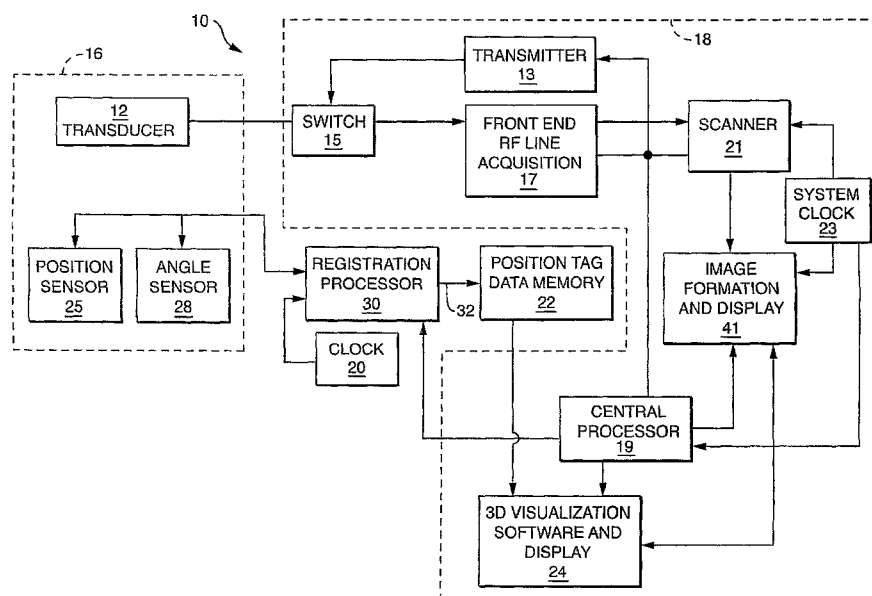 10
16
18
TRANSMITTER
13
12
TRANSDUCER
SWITCH
15
FRONT END
RF LINE
ACQUISITION
17
SCANNER
21
SYSTEM
CLOCK
23
POSITION
SENSOR
25
ANGLE
SENSOR
28
REGISTRATION
PROCESSOR
30
32
POSITION TAG
DATA MEMORY
22
IMAGE
FORMATION
AND DISPLAY
41
CLOCK
20
CENTRAL
PROCESSOR
19
3D VISUALIZATION
SOFTWARE AND
DISPLAY
24